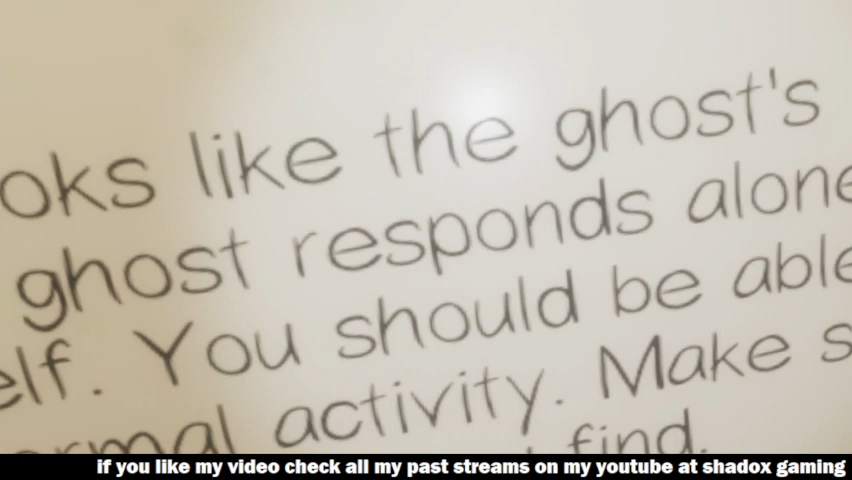 oks like the ghost's
ghost responds alone
elf. You should be able
ormal activity. Make s
find.
if you like my video check all my past streams on my youtube at shadox gaming